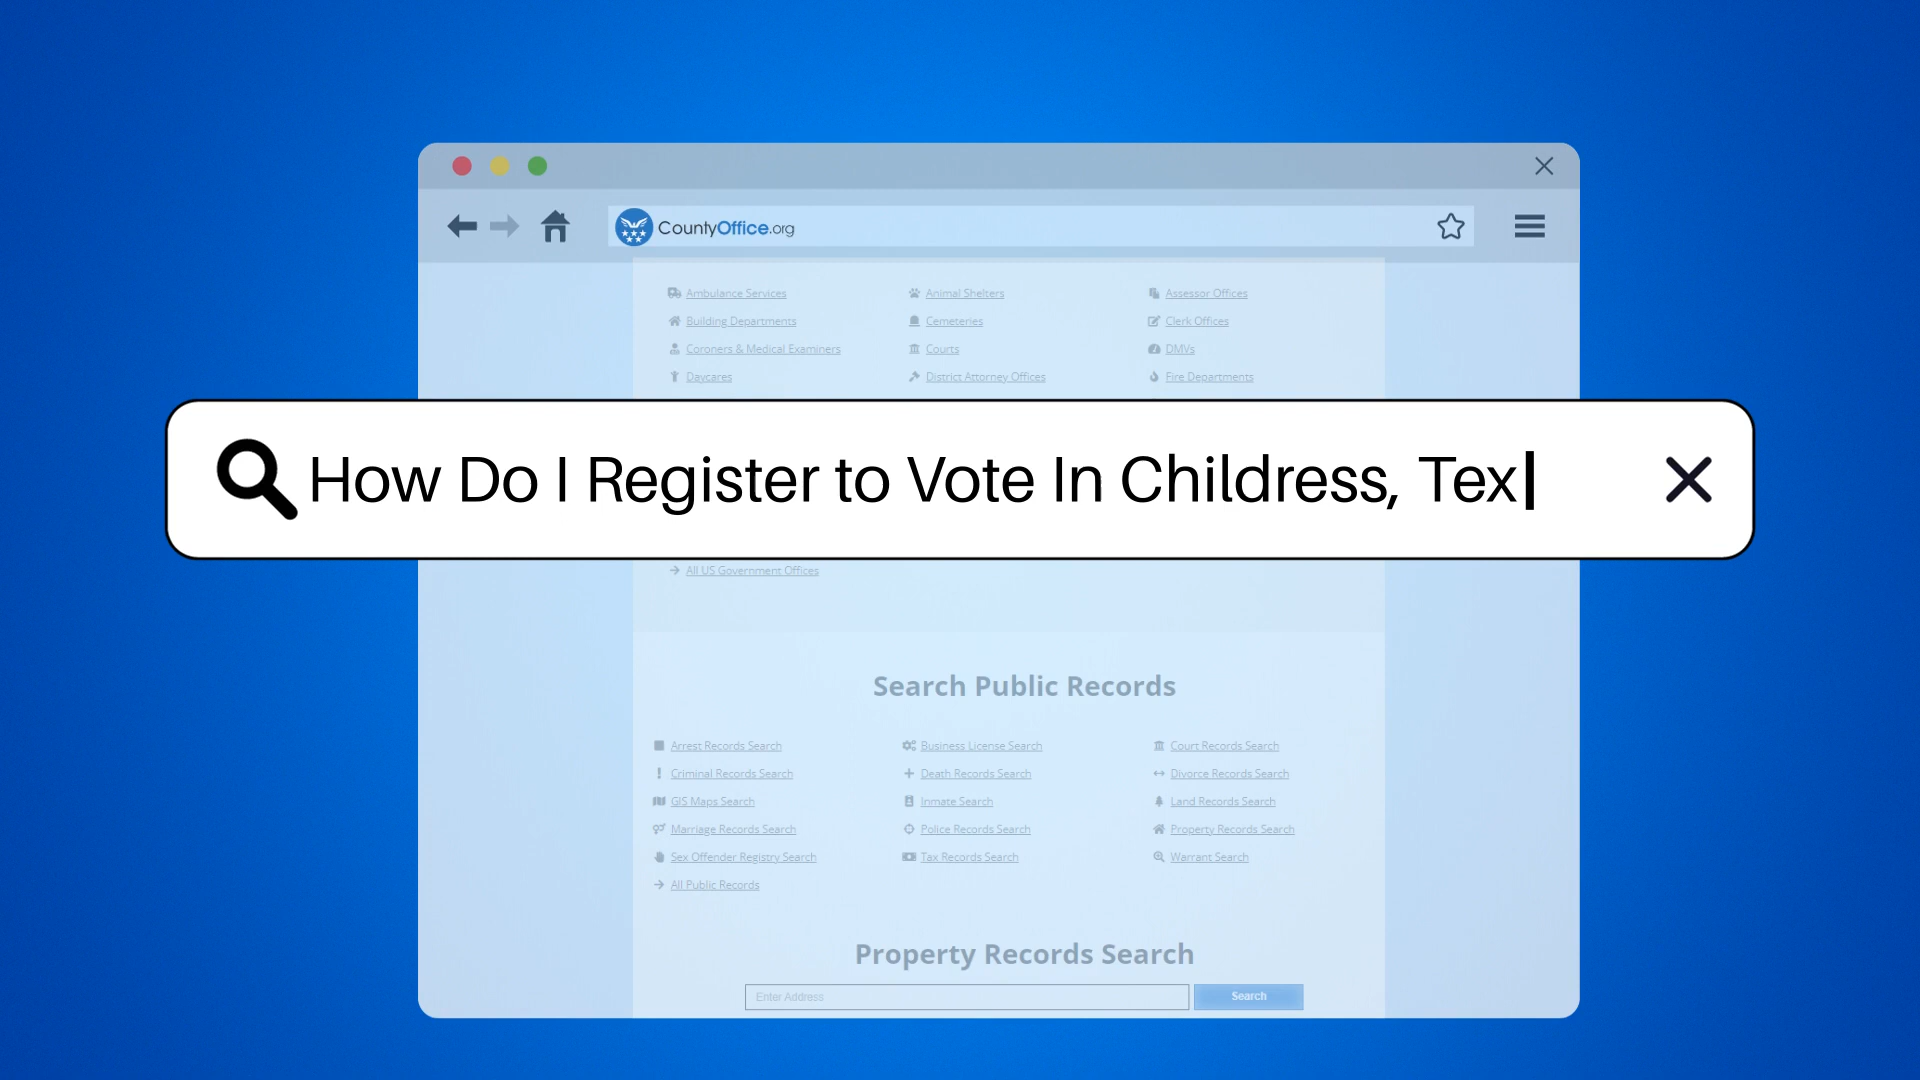 CountyOffice.org
Ambulance Services Animal Shelters Assessor Offices
Building Departments Cemeteries Clerk Offices
Coroners & Medical Examiners Courts DMVs
Daycares District Attorney Offices Fire Departments
How Do I Register to Vote In Childress, Tex
All US Government Offices
Search Public Records
Arrest Records Search Business License Search Court Records Search
Criminal Records Search Death Records Search Divorce Records Search
GIS Maps Search Inmate Search Land Records Search
Marriage Records Search Police Records Search Property Records Search
Sex Offender Registry Search Tax Records Search Warrant Search
All Public Records
Property Records Search
Enter Address Search